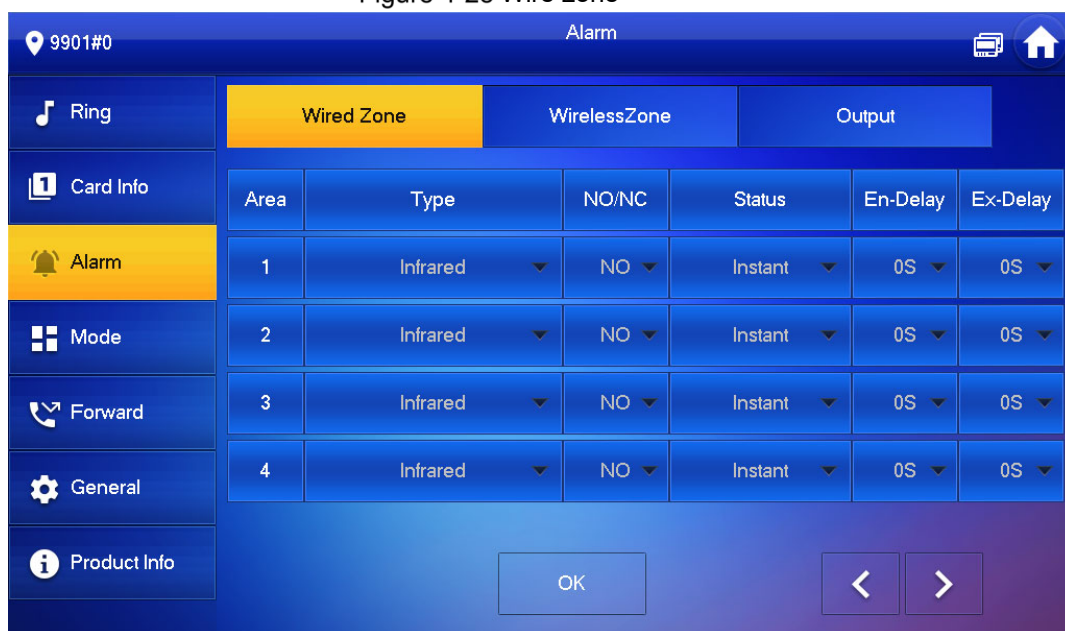 9901#0
Alarm
Ring
Card Info
Alarm
Mode
Forward
General
Product Info
Wired Zone WirelessZone Output
Area Type NO/NC Status En-Delay Ex-Delay
1 Infrared NO Instant 0S 0S
2 Infrared NO Instant 0S 0S
3 Infrared NO Instant 0S 0S
4 Infrared NO Instant 0S 0S
OK